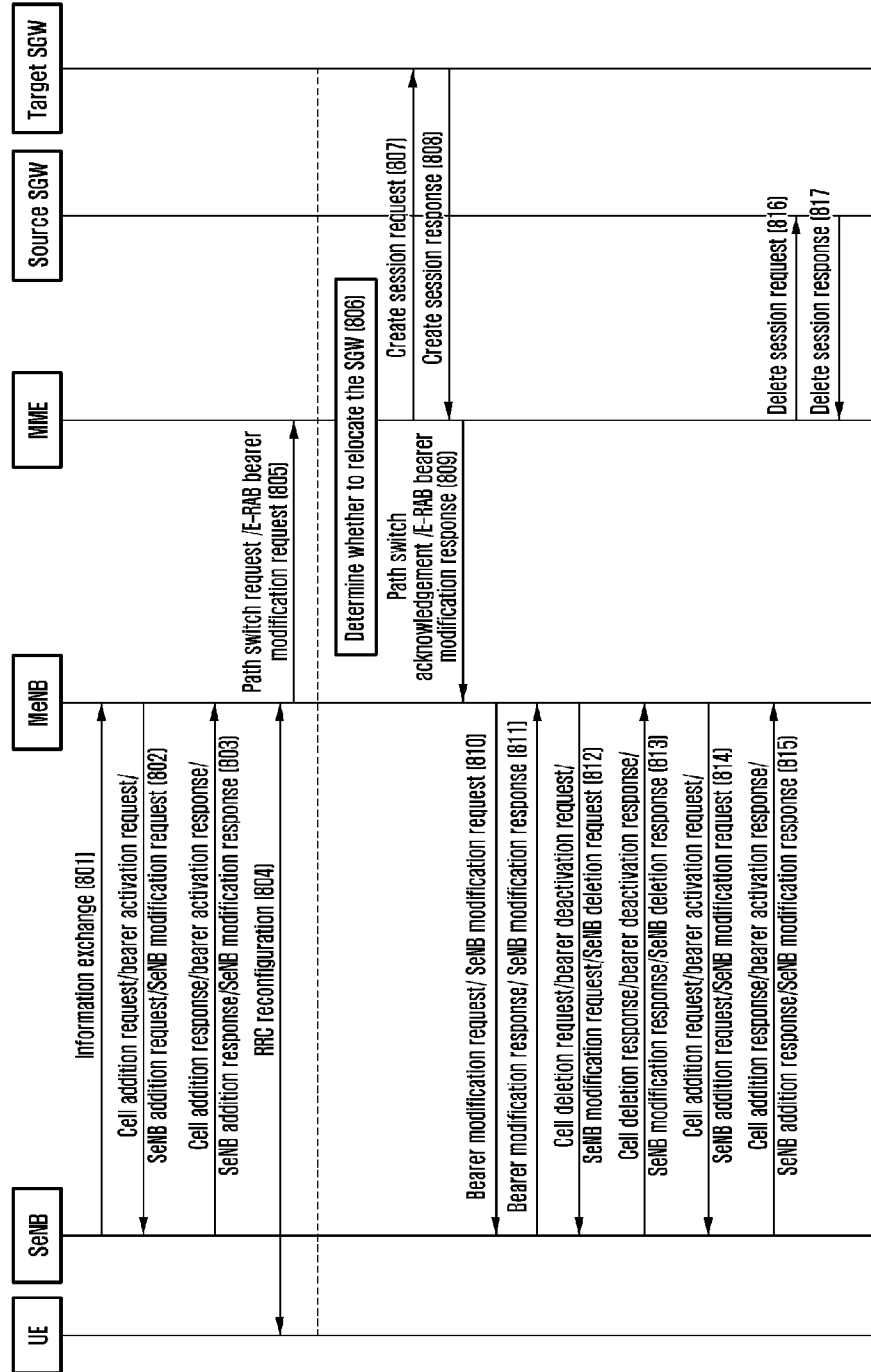 UE
SeNB
MeNB
MME
Source SGW
Target SGW
Information exchange (801)
Cell addition request/bearer activation request/
SeNB addition request/SeNB modification request (802)
Cell addition response/bearer activation response/
SeNB addition response/SeNB modification response (803)
RRC reconfiguration (804)
Path switch request /E-RAB bearer
modification request (805)
Determine whether to relocate the SGW (806)
Create session request (807)
Create session response (808)
Path switch
acknowledgement /E-RAB bearer
modification response (809)
Bearer modification request/ SeNB modification request (810)
Bearer modification response/ SeNB modification response (811)
Cell deletion request/bearer deactivation request/
SeNB modification request/SeNB deletion request (812)
Cell deletion response/bearer deactivation response/
SeNB modification response/SeNB deletion response (813)
Cell addition request/bearer activation request/
SeNB addition request/SeNB modification request (814)
Cell addition response/bearer activation response/
SeNB addition response/SeNB modification response (815)
Delete session request (816)
Delete session response (817